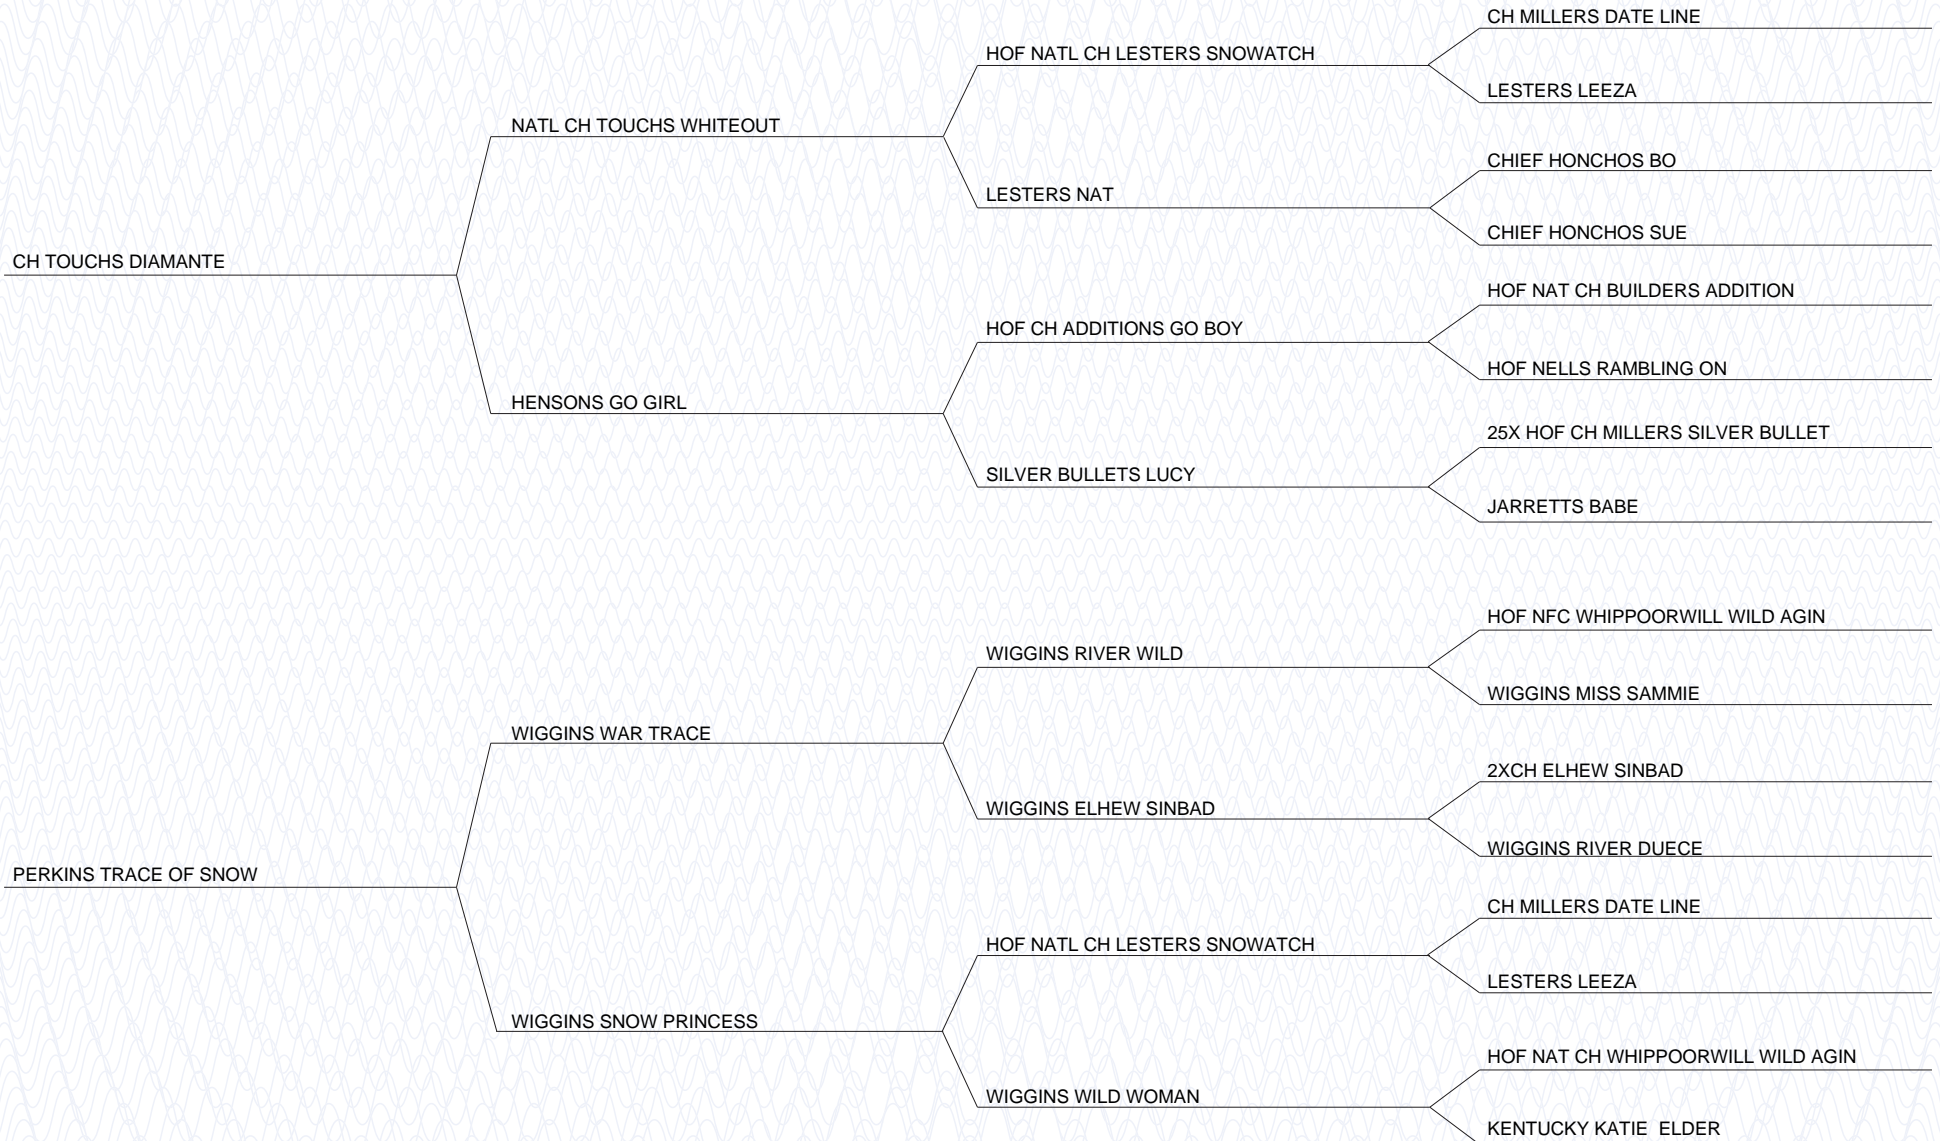 CH MILLERS DATE LINE
HOF NATL CH LESTERS SNOWATCH
LESTERS LEEZA
NATL CH TOUCHS WHITEOUT
CHIEF HONCHOS BO
LESTERS NAT
CHIEF HONCHOS SUE
CH TOUCHS DIAMANTE
HOF NAT CH BUILDERS ADDITION
HOF CH ADDITIONS GO BOY
HOF NELLS RAMBLING ON
HENSONS GO GIRL
25X HOF CH MILLERS SILVER BULLET
SILVER BULLETS LUCY
JARRETTS BABE
HOF NFC WHIPPOORWILL WILD AGIN
WIGGINS RIVER WILD
WIGGINS MISS SAMMIE
WIGGINS WAR TRACE
2XCH ELHEW SINBAD
WIGGINS ELHEW SINBAD
WIGGINS RIVER DUECE
PERKINS TRACE OF SNOW
CH MILLERS DATE LINE
HOF NATL CH LESTERS SNOWATCH
LESTERS LEEZA
WIGGINS SNOW PRINCESS
HOF NAT CH WHIPPOORWILL WILD AGIN
WIGGINS WILD WOMAN
KENTUCKY KATIE  ELDER